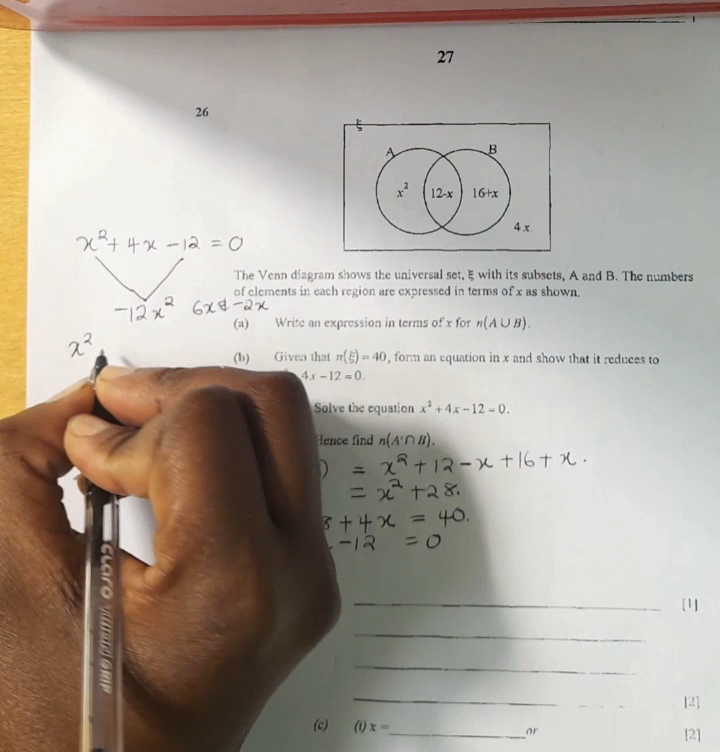 27
26
ξ
A B
x² 12-x 16+x
4x
x² + 4x - 12 = 0
The Venn diagram shows the universal set, ξ with its subsets, A and B. The numbers
of elements in each region are expressed in terms of x as shown.
-12x² 6x & -2x
(a) Write an expression in terms of x for n(A ∪ B).
x²
(b) Given that n(ξ) = 40, form an equation in x and show that it reduces to
4x - 12 = 0.
Solve the equation x² + 4x - 12 = 0.
Hence find n(A' ∩ B).
) = x² + 12 - x + 16 + x.
= x² + 28.
8 + 4x = 40.
-12 = 0
[1]
[2]
(c) (i) x = or
[2]
CLARO
GRIP